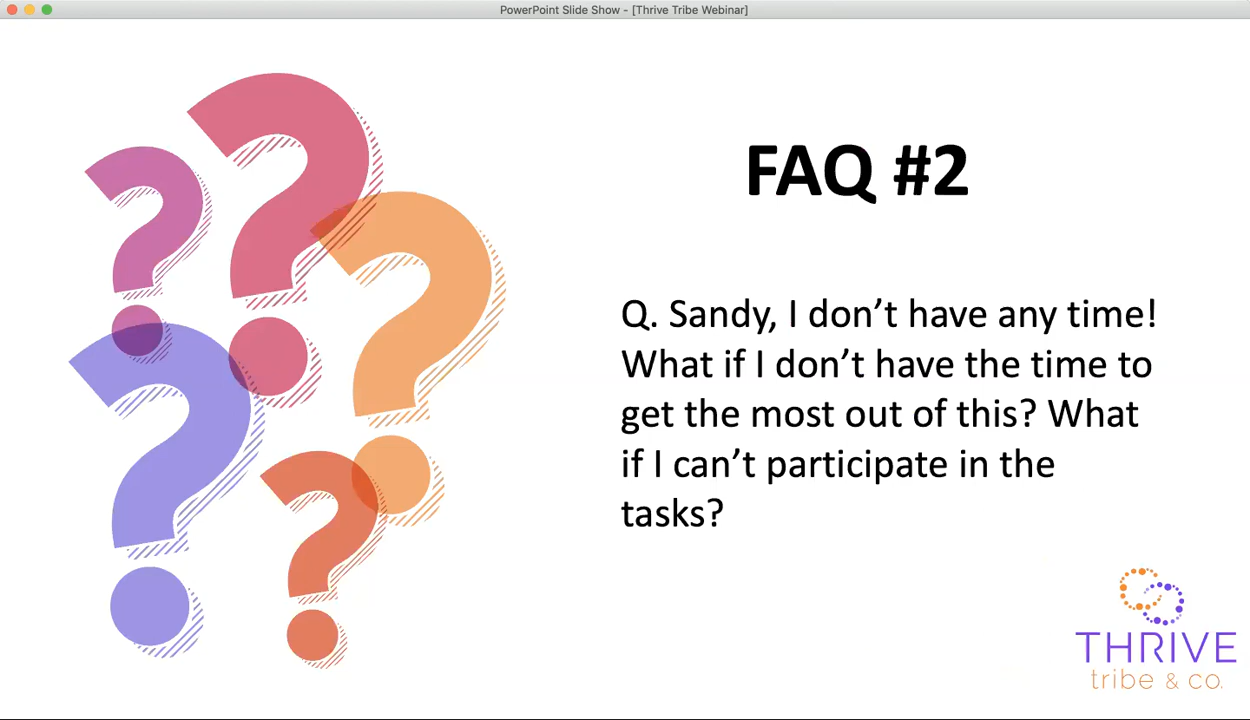 PowerPoint Slide Show - [Thrive Tribe Webinar]
FAQ #2
Q. Sandy, I don’t have any time!
What if I don’t have the time to
get the most out of this? What
if I can’t participate in the
tasks?
THRIVE
tribe & co.